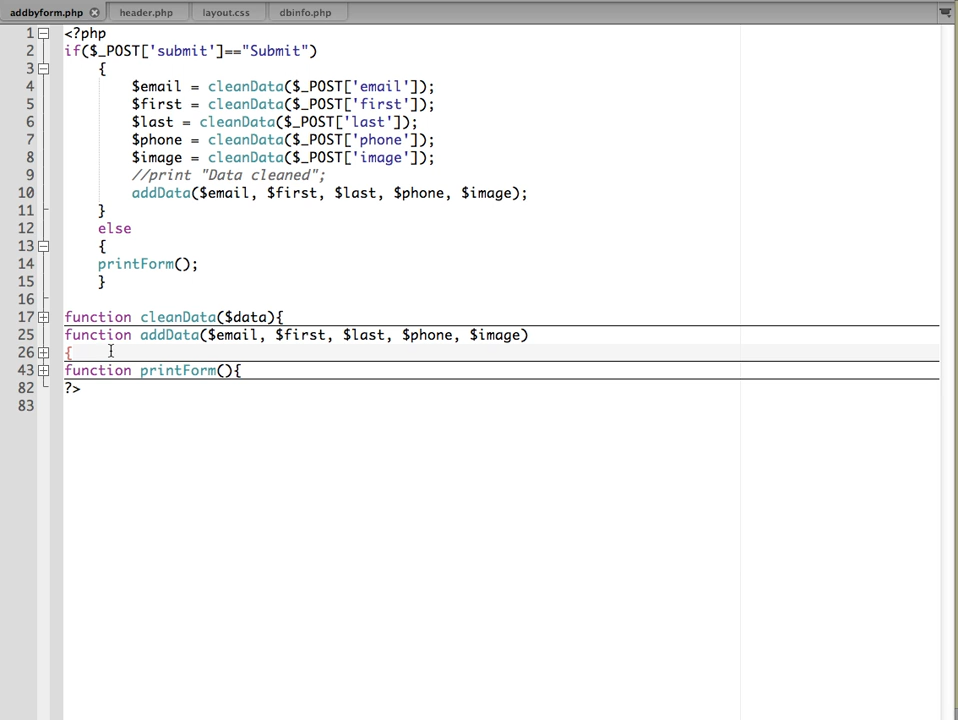 addbyform.php header.php layout.css dbinfo.php
1 <?php
2 if($_POST['submit']=="Submit")
3 {
4 $email = cleanData($_POST['email']);
5 $first = cleanData($_POST['first']);
6 $last = cleanData($_POST['last']);
7 $phone = cleanData($_POST['phone']);
8 $image = cleanData($_POST['image']);
9 //print "Data cleaned";
10 addData($email, $first, $last, $phone, $image);
11 }
12 else
13 {
14 printForm();
15 }
16
17 function cleanData($data){
25 function addData($email, $first, $last, $phone, $image)
26 {
43 function printForm(){
82 ?>
83